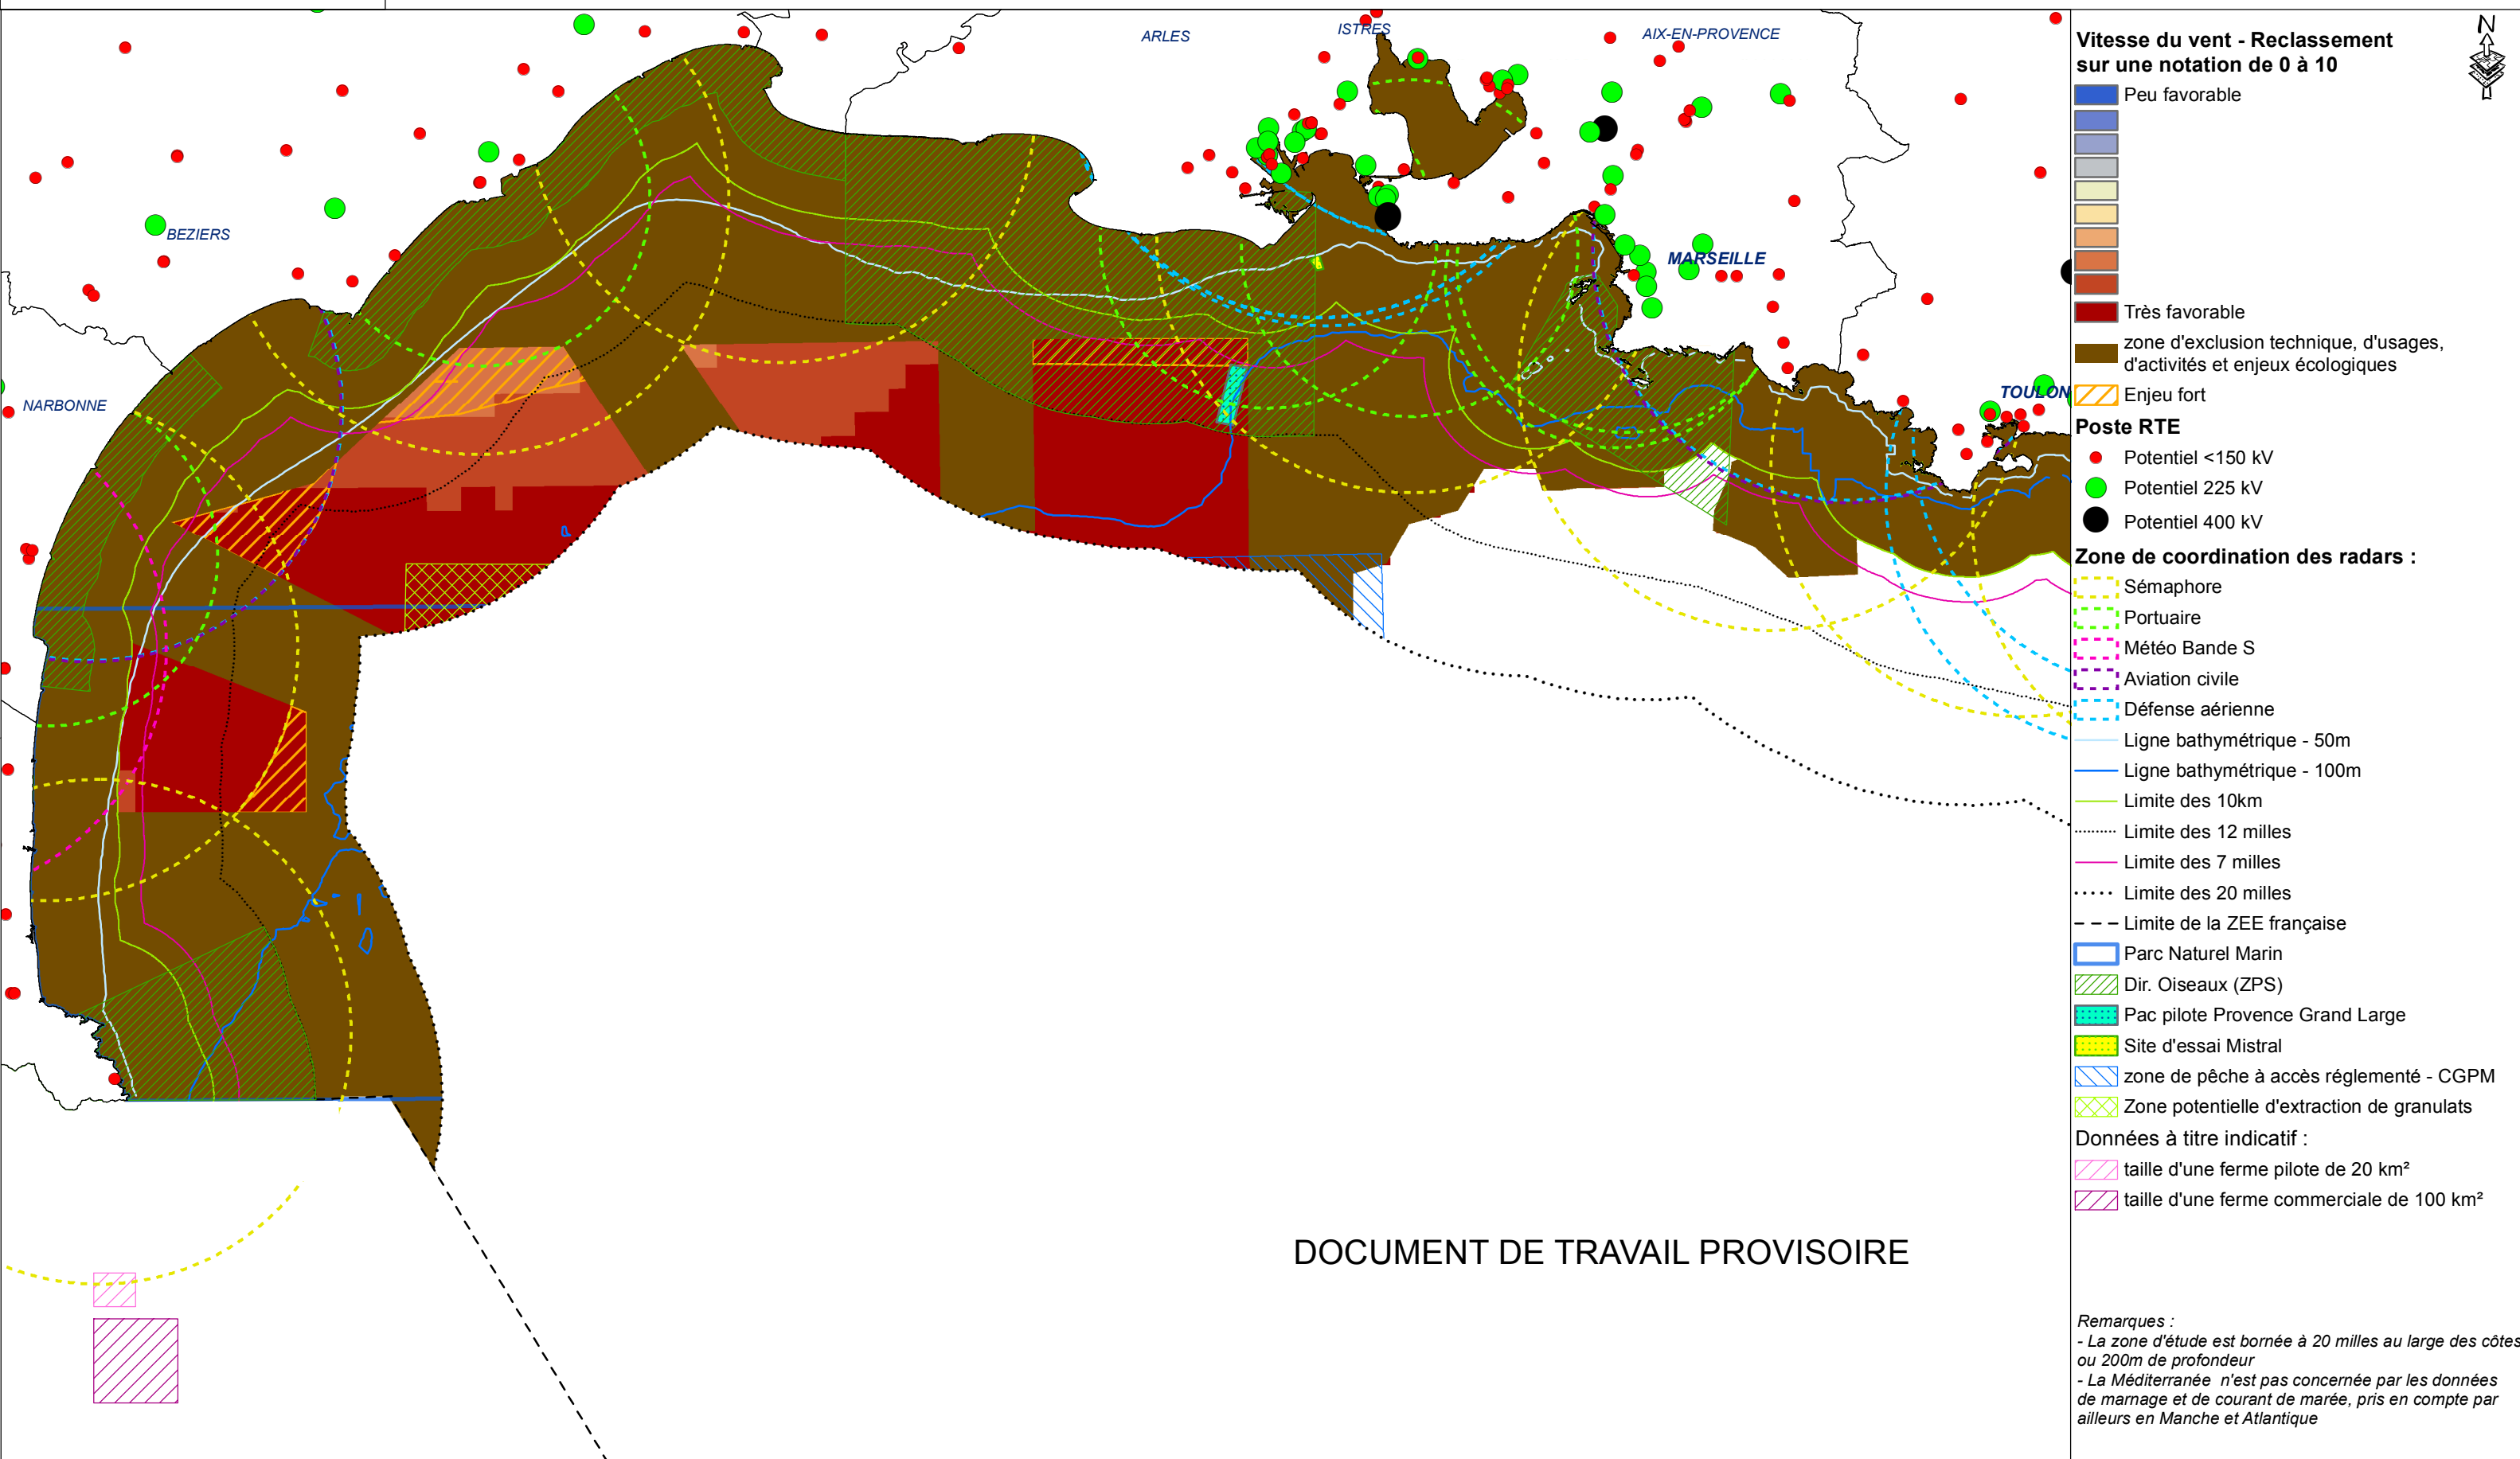 ARLES
ISTRES
AIX-EN-PROVENCE
BEZIERS
MARSEILLE
NARBONNE
TOULON
DOCUMENT DE TRAVAIL PROVISOIRE
N
Vitesse du vent - Reclassement
sur une notation de 0 à 10
Peu favorable
Très favorable
zone d'exclusion technique, d'usages,
d'activités et enjeux écologiques
Enjeu fort
Poste RTE
Potentiel <150 kV
Potentiel 225 kV
Potentiel 400 kV
Zone de coordination des radars :
Sémaphore
Portuaire
Météo Bande S
Aviation civile
Défense aérienne
Ligne bathymétrique - 50m
Ligne bathymétrique - 100m
Limite des 10km
Limite des 12 milles
Limite des 7 milles
Limite des 20 milles
Limite de la ZEE française
Parc Naturel Marin
Dir. Oiseaux (ZPS)
Pac pilote Provence Grand Large
Site d'essai Mistral
zone de pêche à accès réglementé - CGPM
Zone potentielle d'extraction de granulats
Données à titre indicatif :
taille d'une ferme pilote de 20 km²
taille d'une ferme commerciale de 100 km²
Remarques :
- La zone d'étude est bornée à 20 milles au large des côtes
ou 200m de profondeur
- La Méditerranée n'est pas concernée par les données
de marnage et de courant de marée, pris en compte par
ailleurs en Manche et Atlantique